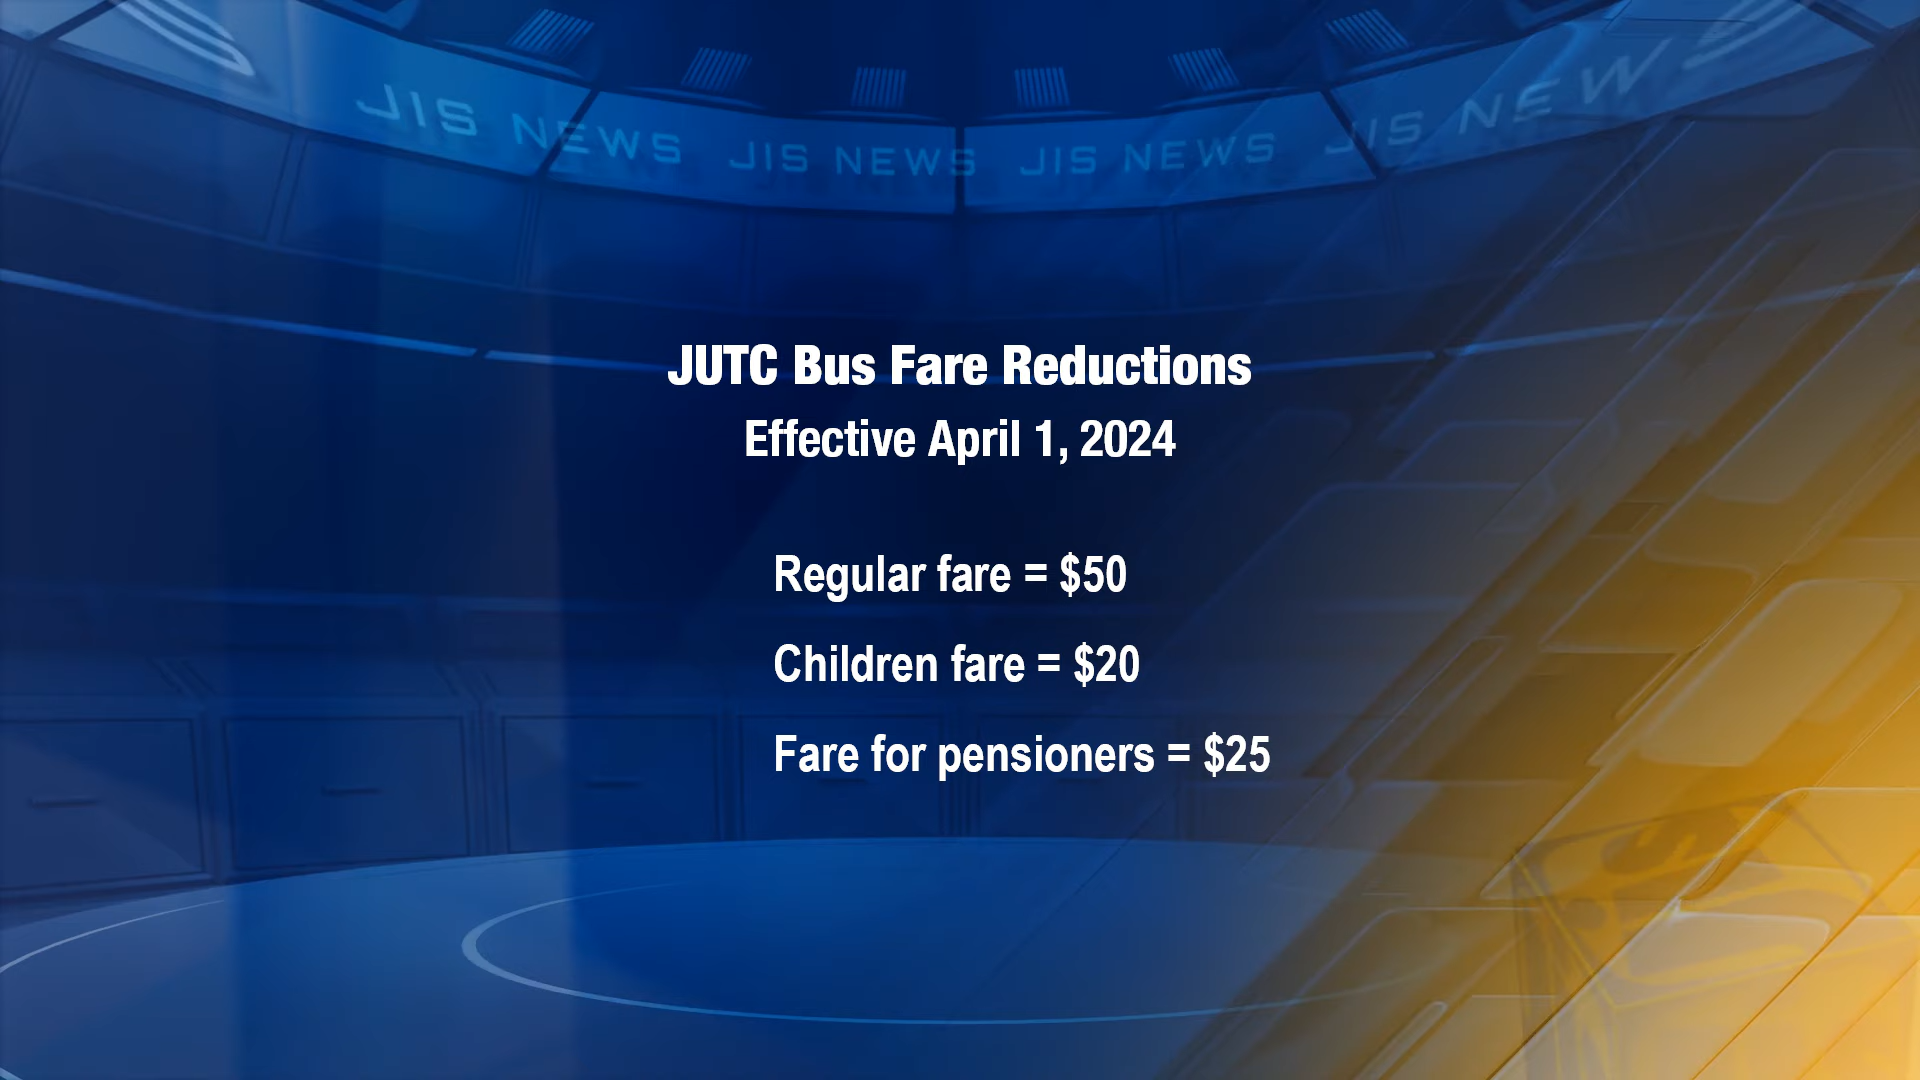 JIS NEWS JIS NEWS JIS NEWS JIS NEW
JUTC Bus Fare Reductions
Effective April 1, 2024
Regular fare = $50
Children fare = $20
Fare for pensioners = $25